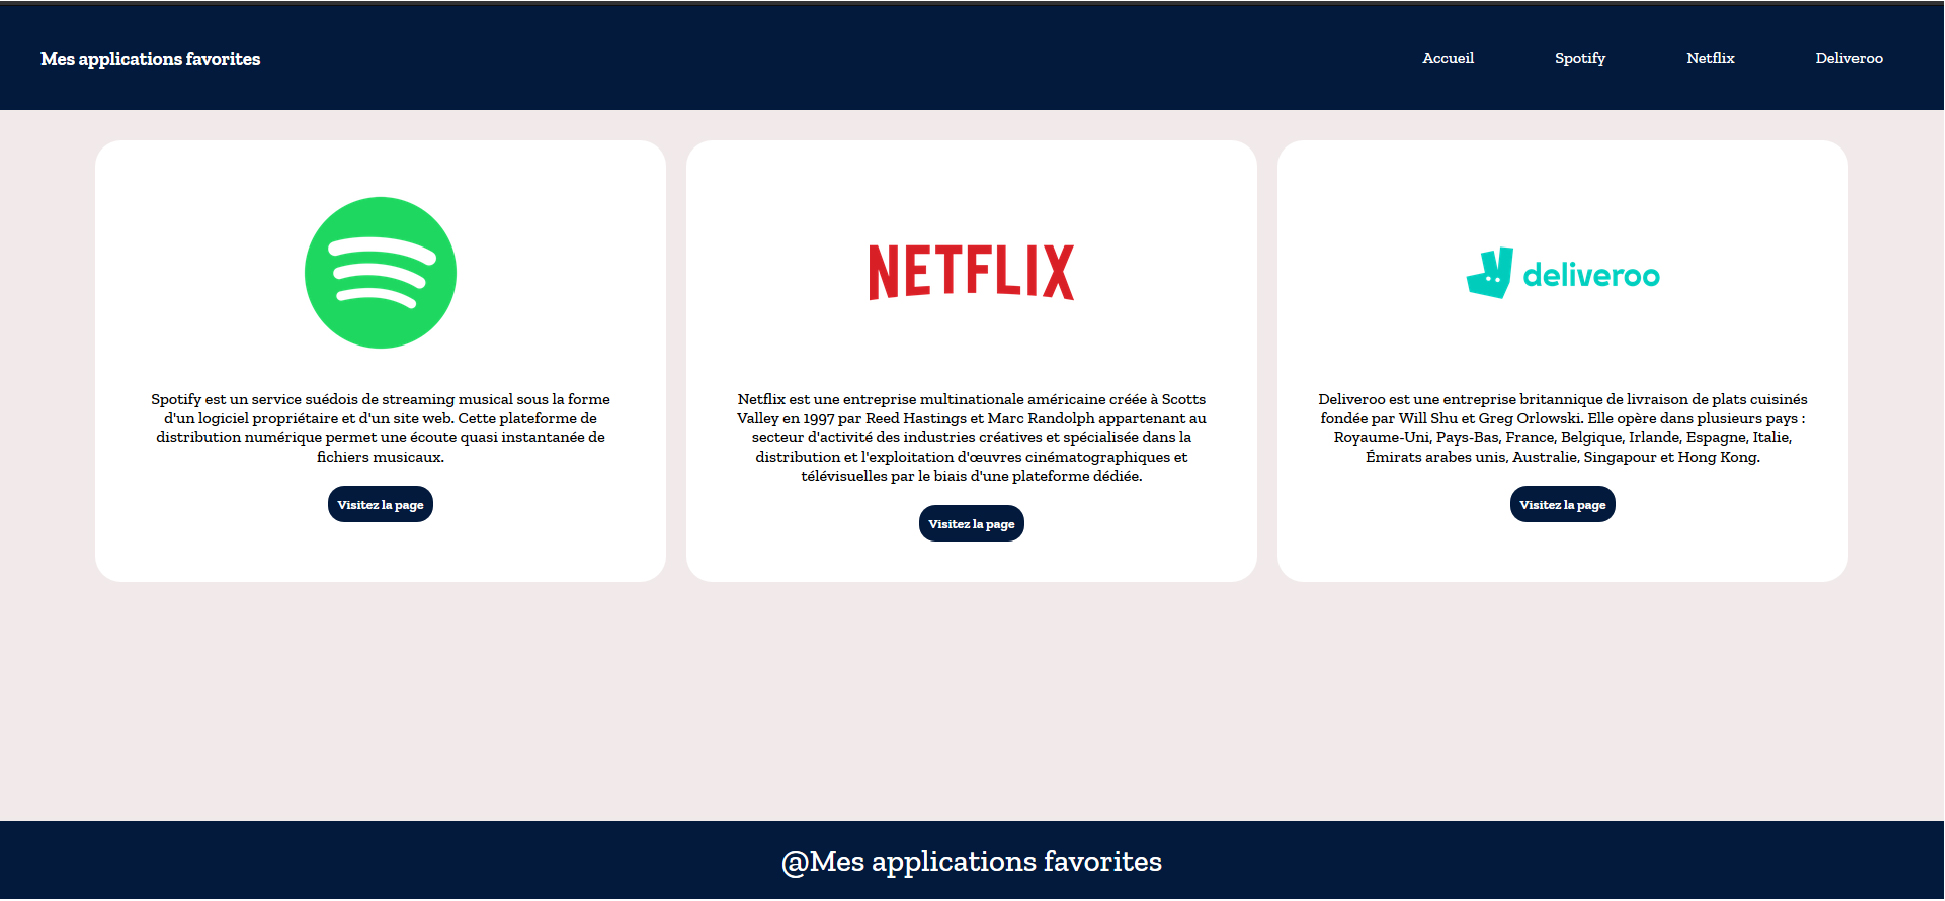 Mes applications favorites
Accueil
Spotify
Netflix
Deliveroo
NETFLIX
deliveroo
Spotify est un service suédois de streaming musical sous la forme
d'un logiciel propriétaire et d'un site web. Cette plateforme de
distribution numérique permet une écoute quasi instantanée de
fichiers musicaux.
Visitez la page
Netflix est une entreprise multinationale américaine créée à Scotts
Valley en 1997 par Reed Hastings et Marc Randolph appartenant au
secteur d'activité des industries créatives et spécialisée dans la
distribution et l'exploitation d'œuvres cinématographiques et
télévisuelles par le biais d'une plateforme dédiée.
Visitez la page
Deliveroo est une entreprise britannique de livraison de plats cuisinés
fondée par Will Shu et Greg Orlowski. Elle opère dans plusieurs pays :
Royaume-Uni, Pays-Bas, France, Belgique, Irlande, Espagne, Italie,
Émirats arabes unis, Australie, Singapour et Hong Kong.
Visitez la page
@Mes applications favorites